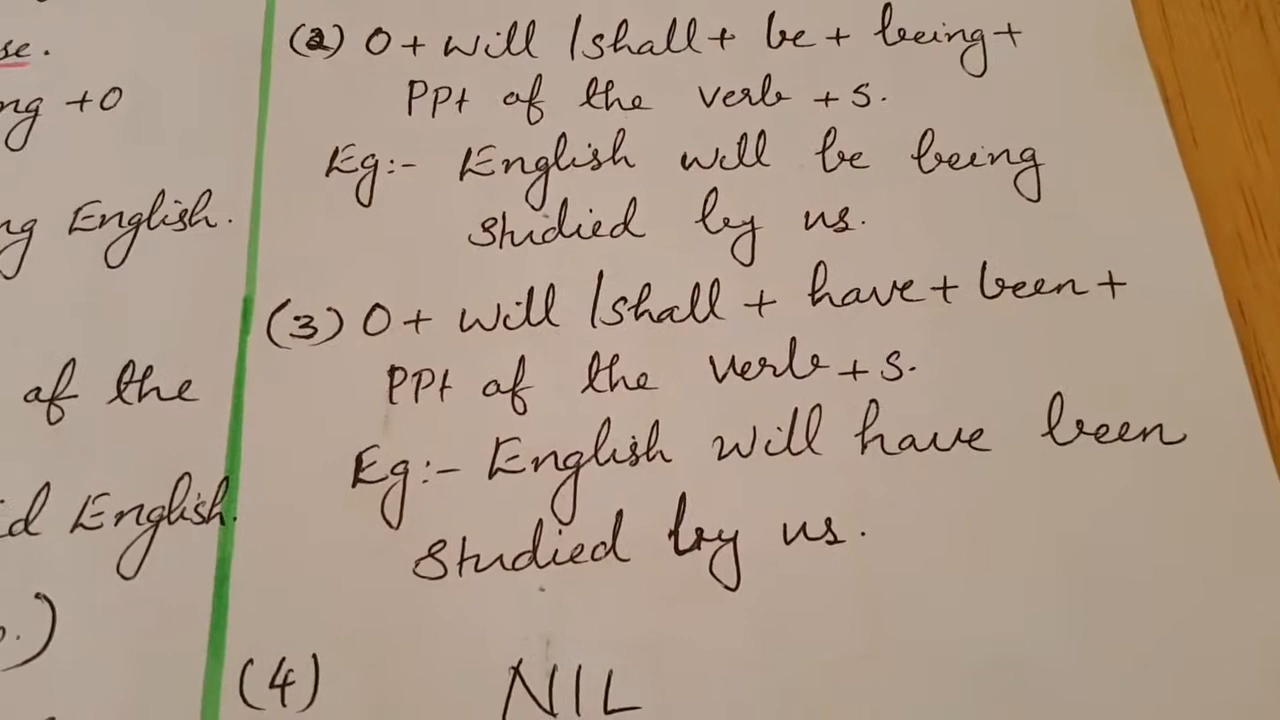 se.
ng +O
ng English.
of the
d English.
.)
(2) O + will / shall + be + being +
PPt of the verb + S.
Eg:- English will be being
studied by us.
(3) O + will / shall + have + been +
PPt of the verb + S.
Eg:- English will have been
studied by us.
(4) NIL